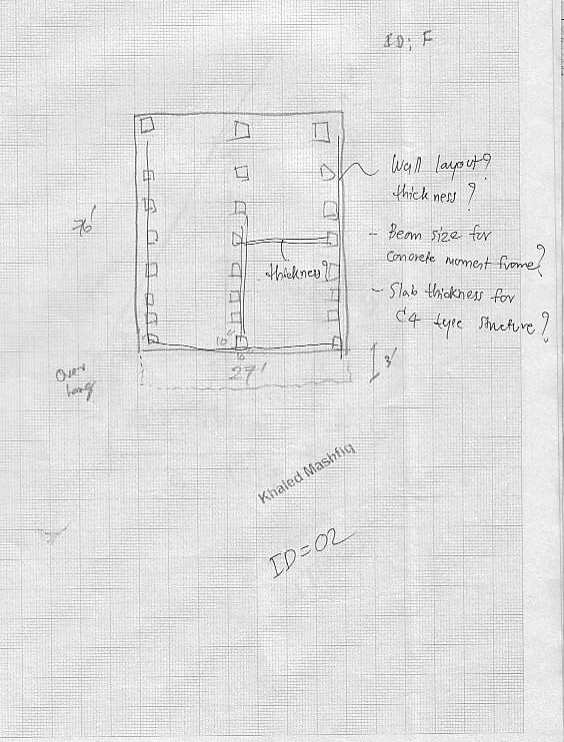 ID; F
Wall layout?
thickness?
76'
- Beam size for
concrete moment frame?
thickness?
- Slab thickness for
C4 type structure?
10"
10"
3'
Over
hang
27'
Khaled Mashfiq
ID=02